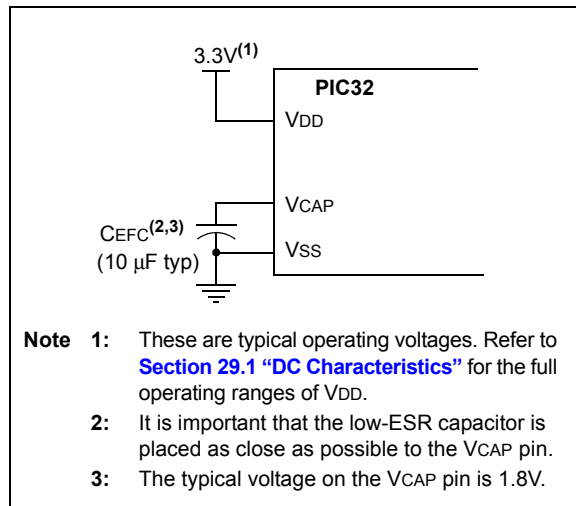 3.3V(1)
PIC32
VDD
VCAP
CEFC(2,3)
(10 μF typ)
VSS
Note 1: These are typical operating voltages. Refer to
Section 29.1 “DC Characteristics” for the full
operating ranges of VDD.
2: It is important that the low-ESR capacitor is
placed as close as possible to the VCAP pin.
3: The typical voltage on the VCAP pin is 1.8V.